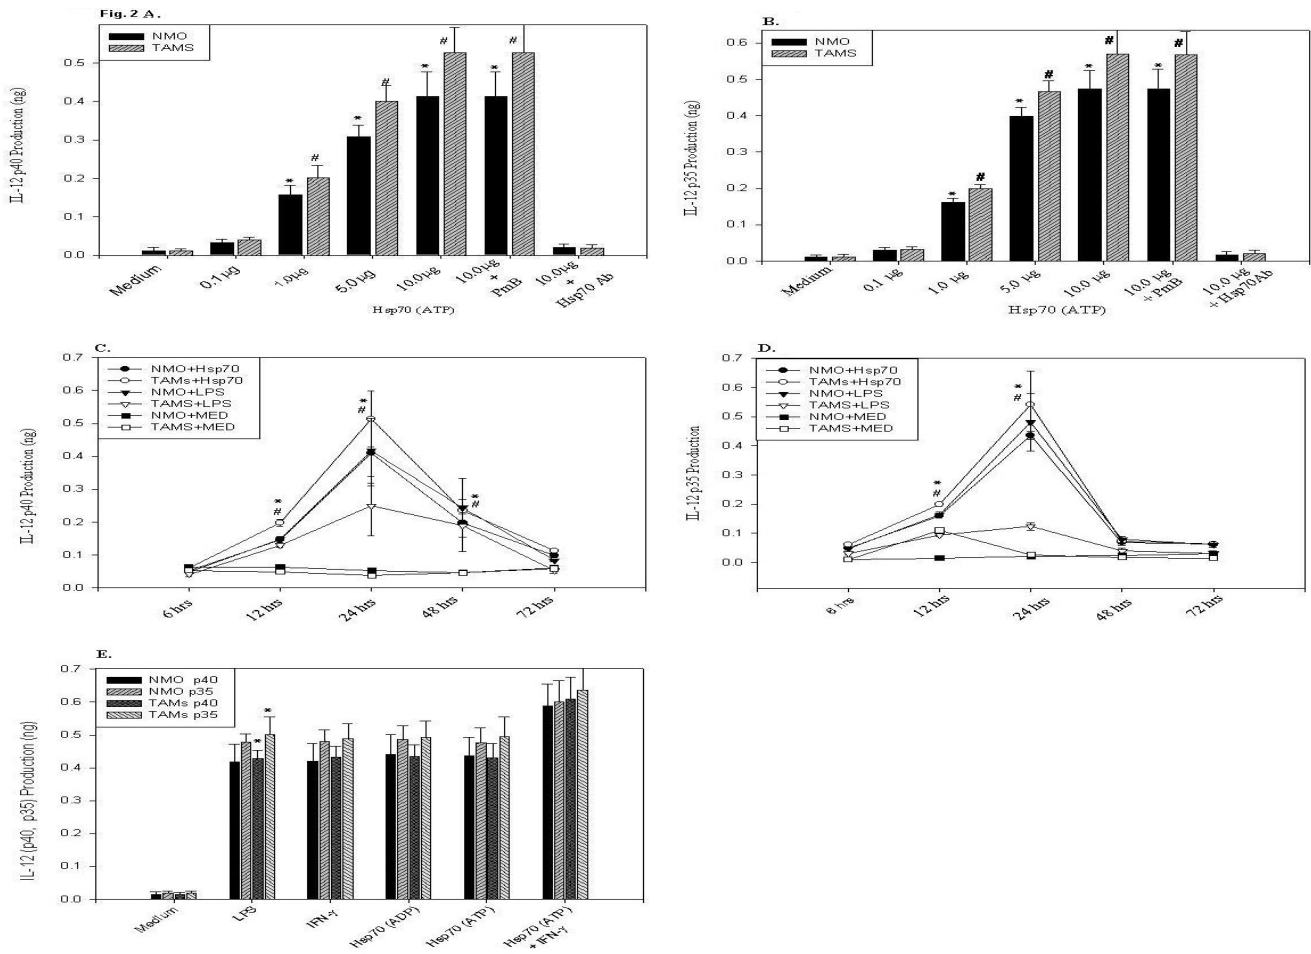 Fig. 2 A.
NMO
TAMS
IL-12 p40 Production (ng)
0.5
0.4
0.3
0.2
0.1
0.0
Medium
0.1 µg
1.0µg
5.0 µg
10.0µg
10.0µg + PmB
10.0µg + Hsp70 Ab
* # * # * # * #
Hsp70 (ATP)
B.
NMO
TAMS
IL-12 p35 Production (ng)
0.6
0.5
0.4
0.3
0.2
0.1
0.0
Medium
0.1 µg
1.0 µg
5.0 µg
10.0 µg
10.0 µg + PmB
10.0 µg + Hsp70Ab
* # * # * # * #
Hsp70 (ATP)
C.
NMO+Hsp70
TAMs+Hsp70
NMO+LPS
TAMS+LPS
NMO+MED
TAMS+MED
IL-12 p40 Production (ng)
0.7
0.6
0.5
0.4
0.3
0.2
0.1
0.0
* # * # * #
6 hrs
12 hrs
24 hrs
48 hrs
72 hrs
D.
NMO+Hsp70
TAMs+Hsp70
NMO+LPS
TAMS+LPS
NMO+MED
TAMS+MED
IL-12 p35 Production
0.7
0.6
0.5
0.4
0.3
0.2
0.1
0.0
* # * #
6 hrs
12 hrs
24 hrs
48 hrs
72 hrs
E.
NMO p40
NMO p35
TAMs p40
TAMs p35
IL-12 (p40, p35) Production (ng)
0.7
0.6
0.5
0.4
0.3
0.2
0.1
0.0
* *
Medium
LPS
IFN-γ
Hsp70 (ADP)
Hsp70 (ATP)
Hsp70 (ATP) + IFN-γ